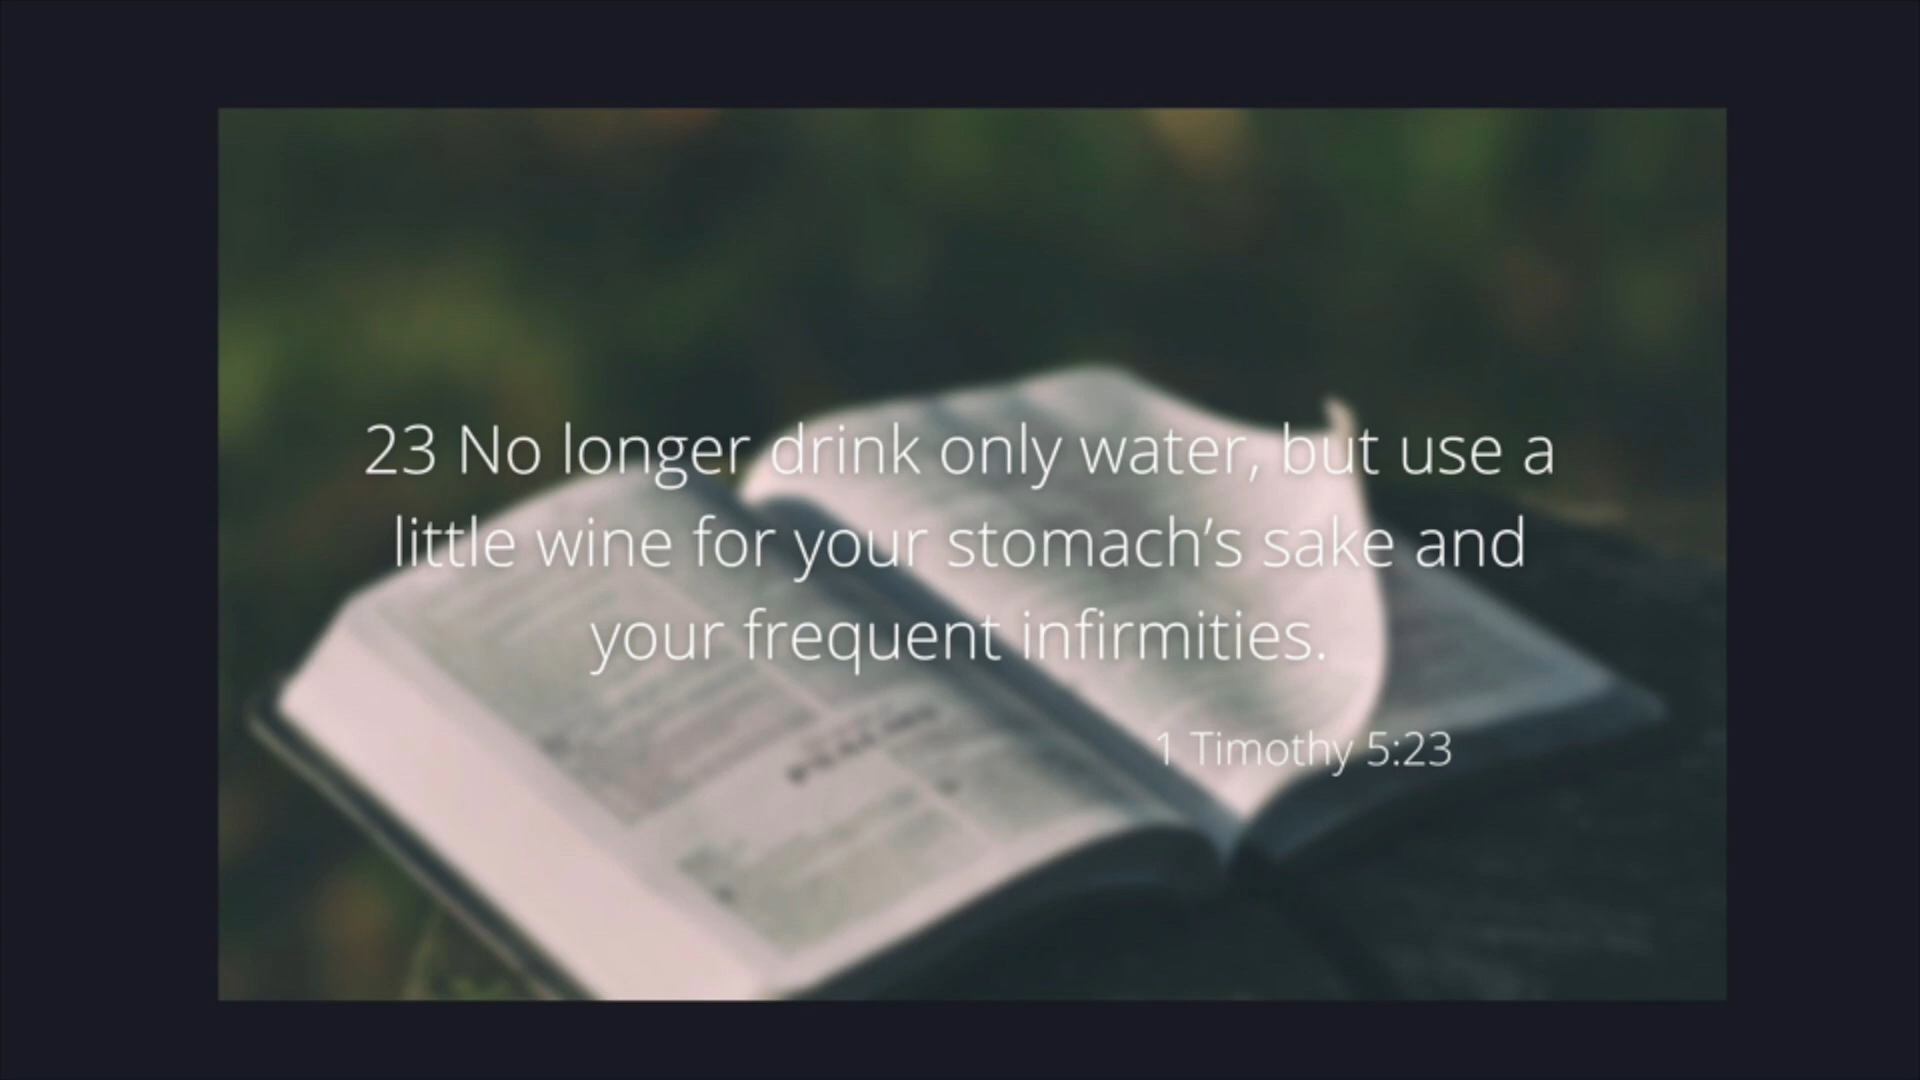 23 No longer drink only water, but use a
little wine for your stomach’s sake and
your frequent infirmities.
1 Timothy 5:23